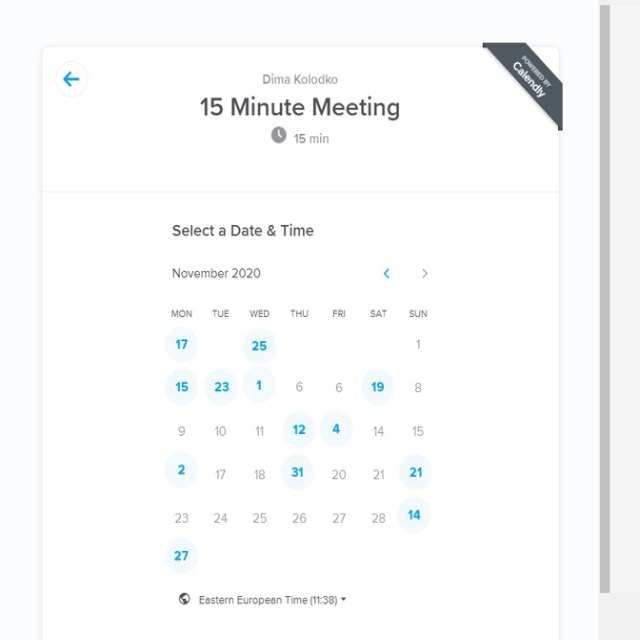 POWERED BY
Calendly
Dima Kolodko
15 Minute Meeting
15 min
Select a Date & Time
November 2020
MON TUE WED THU FRI SAT SUN
17 25 1
15 23 1 6 6 19 8
9 10 11 12 4 14 15
2 17 18 31 20 21 21
23 24 25 26 27 28 14
27
Eastern European Time (11:38)